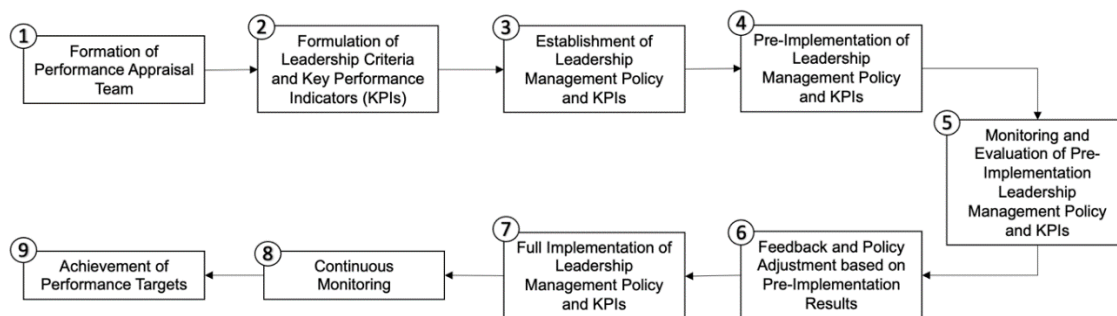 1
Formation of
Performance Appraisal
Team
2
Formulation of
Leadership Criteria
and Key Performance
Indicators (KPIs)
3
Establishment of
Leadership
Management Policy
and KPIs
4
Pre-Implementation of
Leadership
Management Policy
and KPIs
5
Monitoring and
Evaluation of Pre-
Implementation
Leadership
Management Policy
and KPIs
6
Feedback and Policy
Adjustment based on
Pre-Implementation
Results
7
Full Implementation of
Leadership
Management Policy
and KPIs
8
Continuous
Monitoring
9
Achievement of
Performance Targets